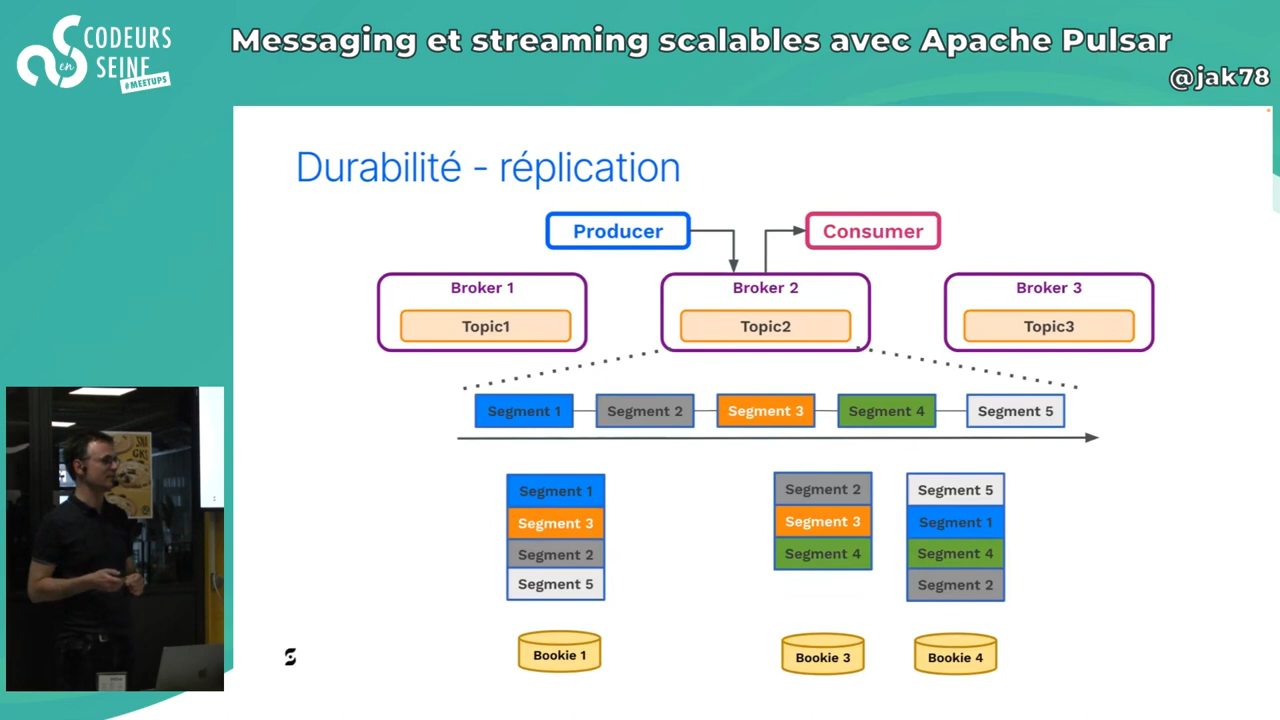 CODEURS
en
SEINE
#MEETUPS
Messaging et streaming scalables avec Apache Pulsar
@jak78
Durabilité - réplication
Producer
Consumer
Broker 1
Broker 2
Broker 3
Topic1
Topic2
Topic3
Segment 1
Segment 2
Segment 3
Segment 4
Segment 5
Segment 1
Segment 3
Segment 2
Segment 5
Segment 2
Segment 3
Segment 4
Segment 5
Segment 1
Segment 4
Segment 2
Bookie 1
Bookie 3
Bookie 4